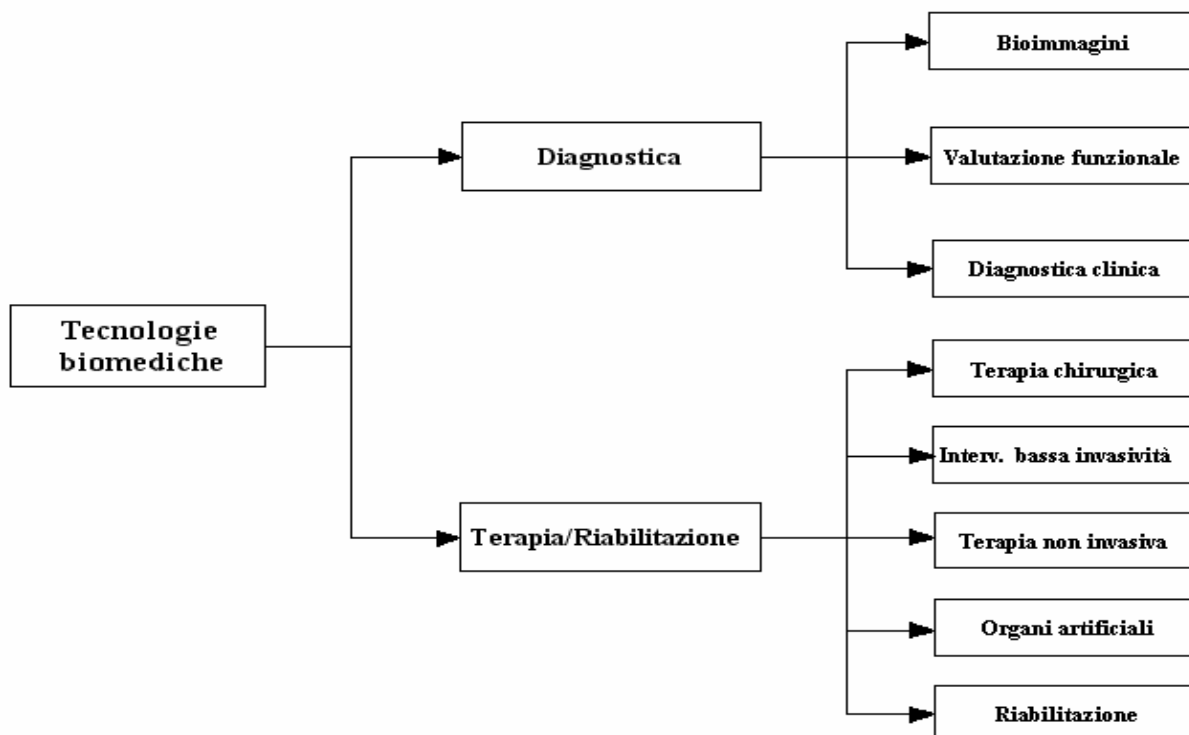 Bioimmagini
Diagnostica
Valutazione funzionale
Diagnostica clinica
Tecnologie
biomediche
Terapia chirurgica
Interv. bassa invasività
Terapia/Riabilitazione
Terapia non invasiva
Organi artificiali
Riabilitazione